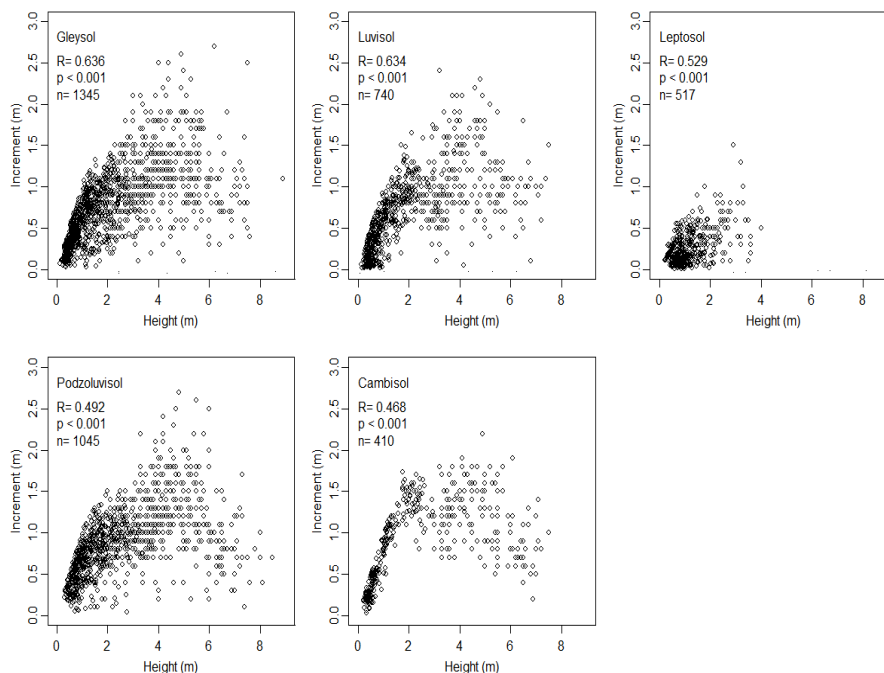 Gleysol
R= 0.636
p < 0.001
n= 1345
Increment (m)
0.0 0.5 1.0 1.5 2.0 2.5 3.0
0 2 4 6 8
Height (m)
Luvisol
R= 0.634
p < 0.001
n= 740
Increment (m)
0.0 0.5 1.0 1.5 2.0 2.5 3.0
0 2 4 6 8
Height (m)
Leptosol
R= 0.529
p < 0.001
n= 517
Increment (m)
0.0 0.5 1.0 1.5 2.0 2.5 3.0
0 2 4 6 8
Height (m)
Podzoluvisol
R= 0.492
p < 0.001
n= 1045
Increment (m)
0.0 0.5 1.0 1.5 2.0 2.5 3.0
0 2 4 6 8
Height (m)
Cambisol
R= 0.468
p < 0.001
n= 410
Increment (m)
0.0 0.5 1.0 1.5 2.0 2.5 3.0
0 2 4 6 8
Height (m)